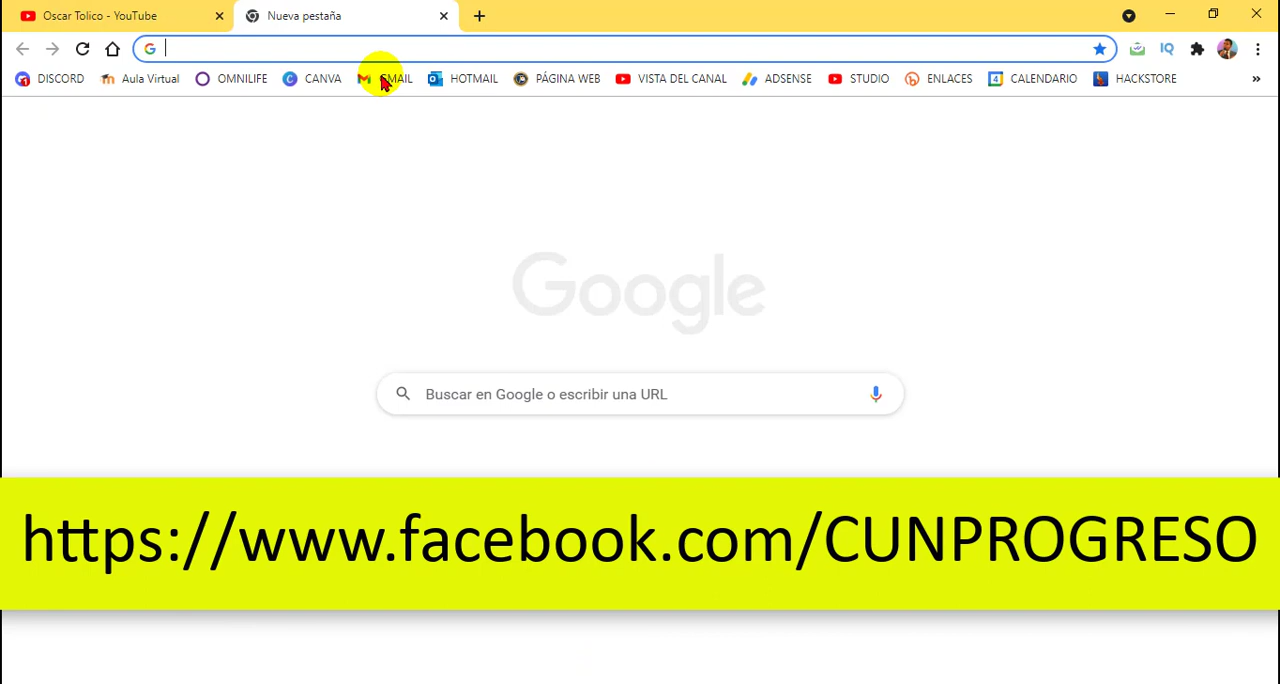 Oscar Tolico - YouTube
Nueva pestaña
DISCORD Aula Virtual OMNILIFE CANVA GMAIL HOTMAIL PÁGINA WEB VISTA DEL CANAL ADSENSE STUDIO ENLACES CALENDARIO HACKSTORE »
Google
Buscar en Google o escribir una URL
https://www.facebook.com/CUNPROGRESO